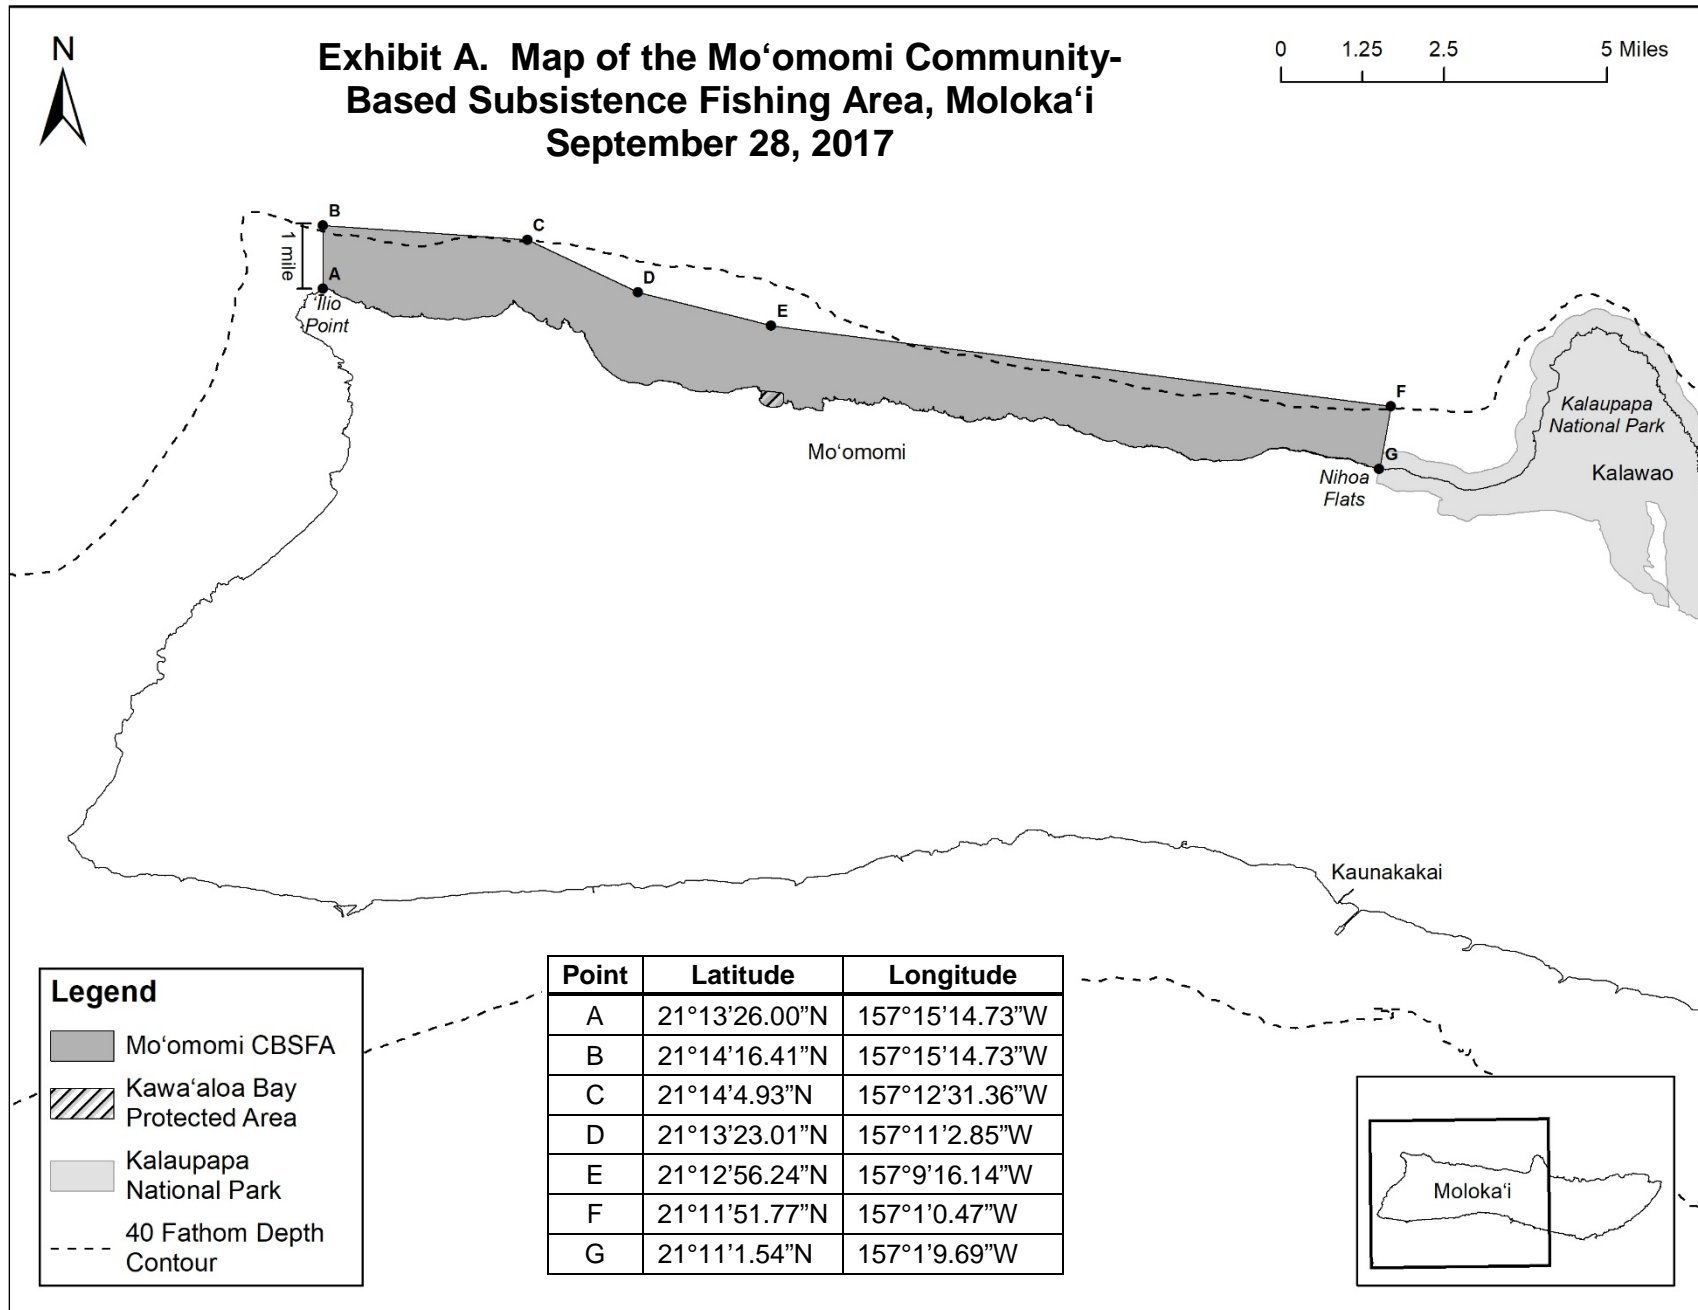 N
Exhibit A.  Map of the Moʻomomi Community-
Based Subsistence Fishing Area, Molokaʻi
September 28, 2017
0 1.25 2.5 5 Miles
B
C
1 mile
A
D
ʻĪlio
Point
E
F
Kalaupapa
National Park
Moʻomomi
G
Kalawao
Nihoa
Flats
Kaunakakai
Legend
Moʻomomi CBSFA
Kawaʻaloa Bay
Protected Area
Kalaupapa
National Park
40 Fathom Depth
Contour
Point Latitude Longitude
A 21°13’26.00”N 157°15’14.73”W
B 21°14’16.41”N 157°15’14.73”W
C 21°14’4.93”N 157°12’31.36”W
D 21°13’23.01”N 157°11’2.85”W
E 21°12’56.24”N 157°9’16.14”W
F 21°11’51.77”N 157°1’0.47”W
G 21°11’1.54”N 157°1’9.69”W
Molokaʻi